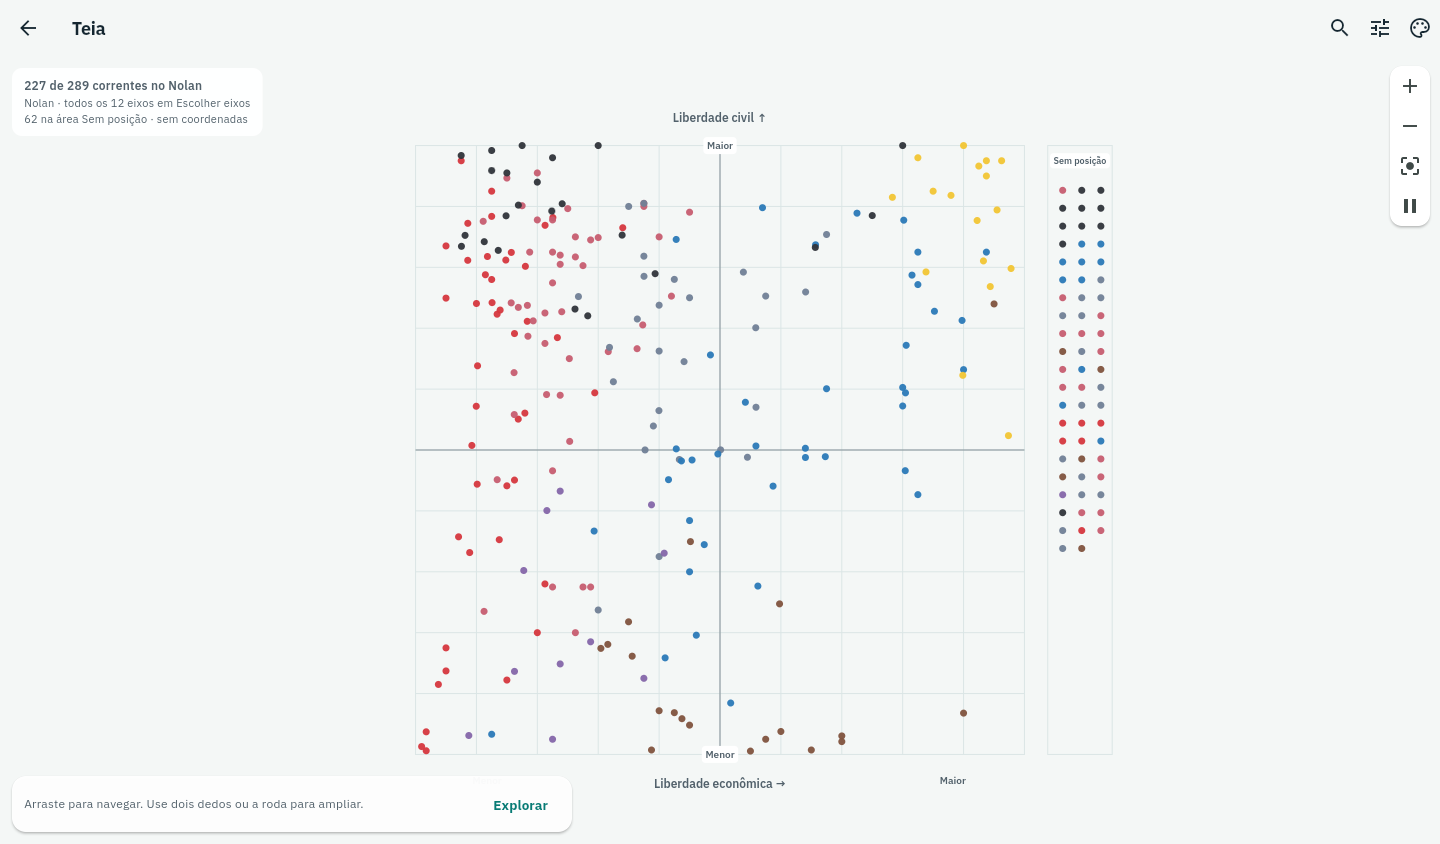 Teia
227 de 289 correntes no Nolan
Nolan · todos os 12 eixos em Escolher eixos
62 na área Sem posição · sem coordenadas
Liberdade civil ↑
Maior
Sem posição
Menor
Liberdade econômica →
Maior
Arraste para navegar. Use dois dedos ou a roda para ampliar.
Explorar